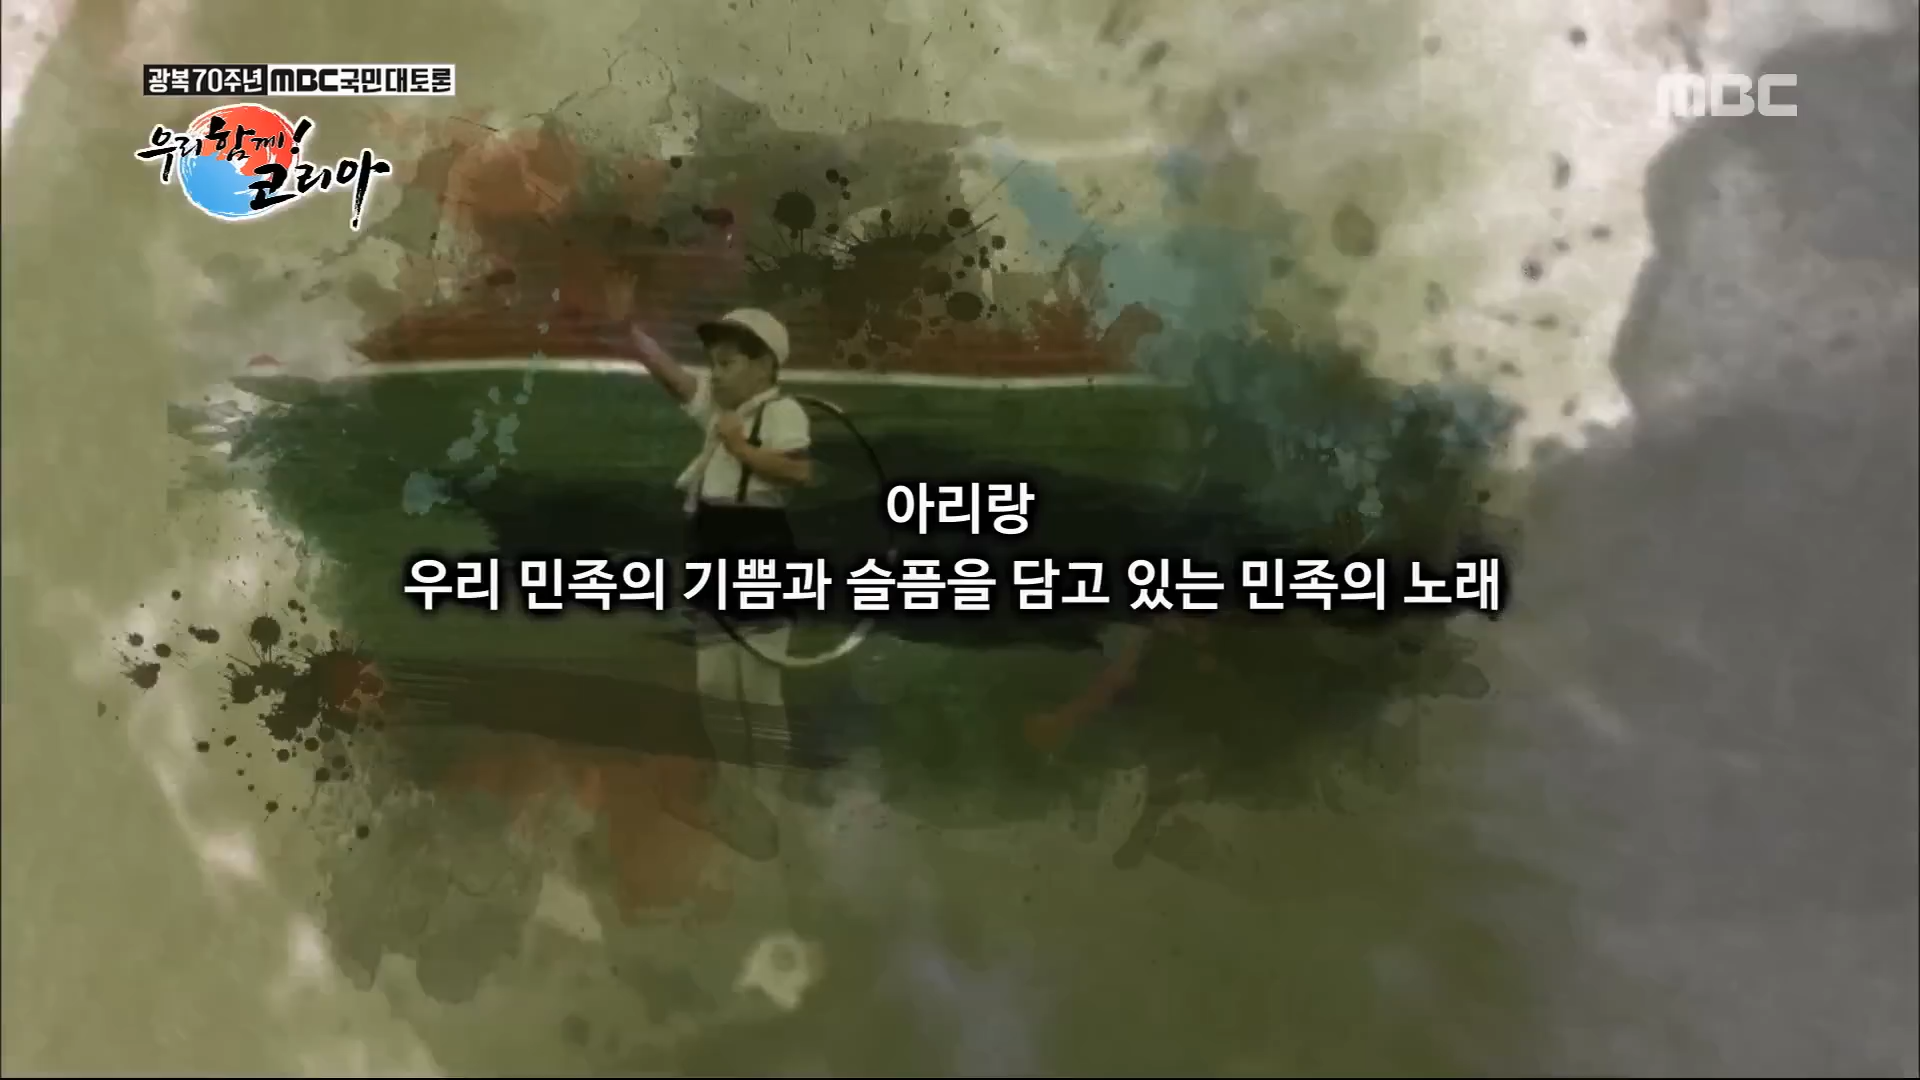 광복70주년 MBC국민대토론
MBC
우리함께!
코리아
아리랑
우리 민족의 기쁨과 슬픔을 담고 있는 민족의 노래